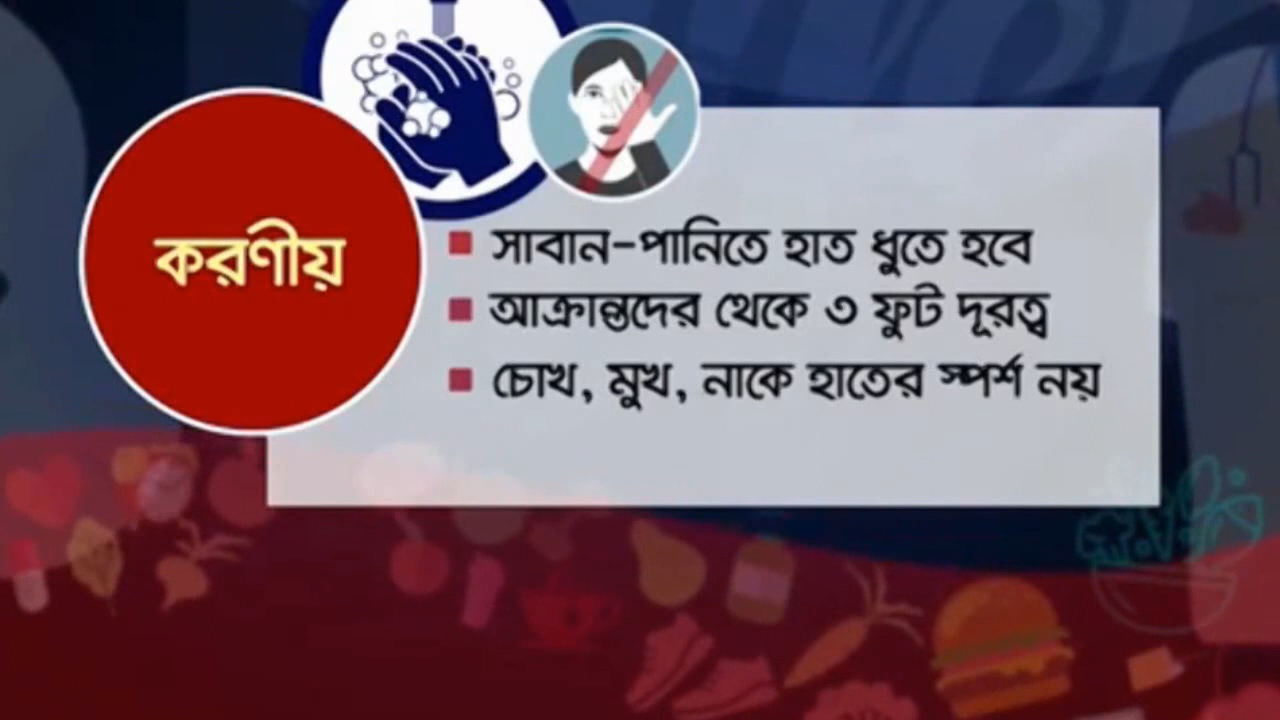 করণীয়
সাবান-পানিতে হাত ধুতে হবে
আক্রান্তদের থেকে ৩ ফুট দূরত্ব
চোখ, মুখ, নাকে হাতের স্পর্শ নয়